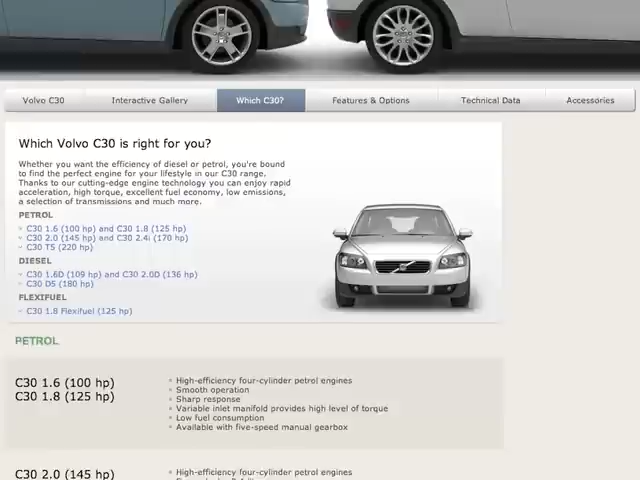 Volvo C30
Interactive Gallery
Which C30?
Features & Options
Technical Data
Accessories
Which Volvo C30 is right for you?
Whether you want the efficiency of diesel or petrol, you're bound
to find the perfect engine for your lifestyle in our C30 range.
Thanks to our cutting-edge engine technology you can enjoy rapid
acceleration, high torque, excellent fuel economy, low emissions,
a selection of transmissions and much more.
PETROL
C30 1.6 (100 hp) and C30 1.8 (125 hp)
C30 2.0 (145 hp) and C30 2.4i (170 hp)
C30 T5 (220 hp)
DIESEL
C30 1.6D (109 hp) and C30 2.0D (136 hp)
C30 D5 (180 hp)
FLEXIFUEL
C30 1.8 Flexifuel (125 hp)
PETROL
C30 1.6 (100 hp)
C30 1.8 (125 hp)
High-efficiency four-cylinder petrol engines
Smooth operation
Sharp response
Variable inlet manifold provides high level of torque
Low fuel consumption
Available with five-speed manual gearbox
C30 2.0 (145 hp)
High-efficiency four-cylinder petrol engines